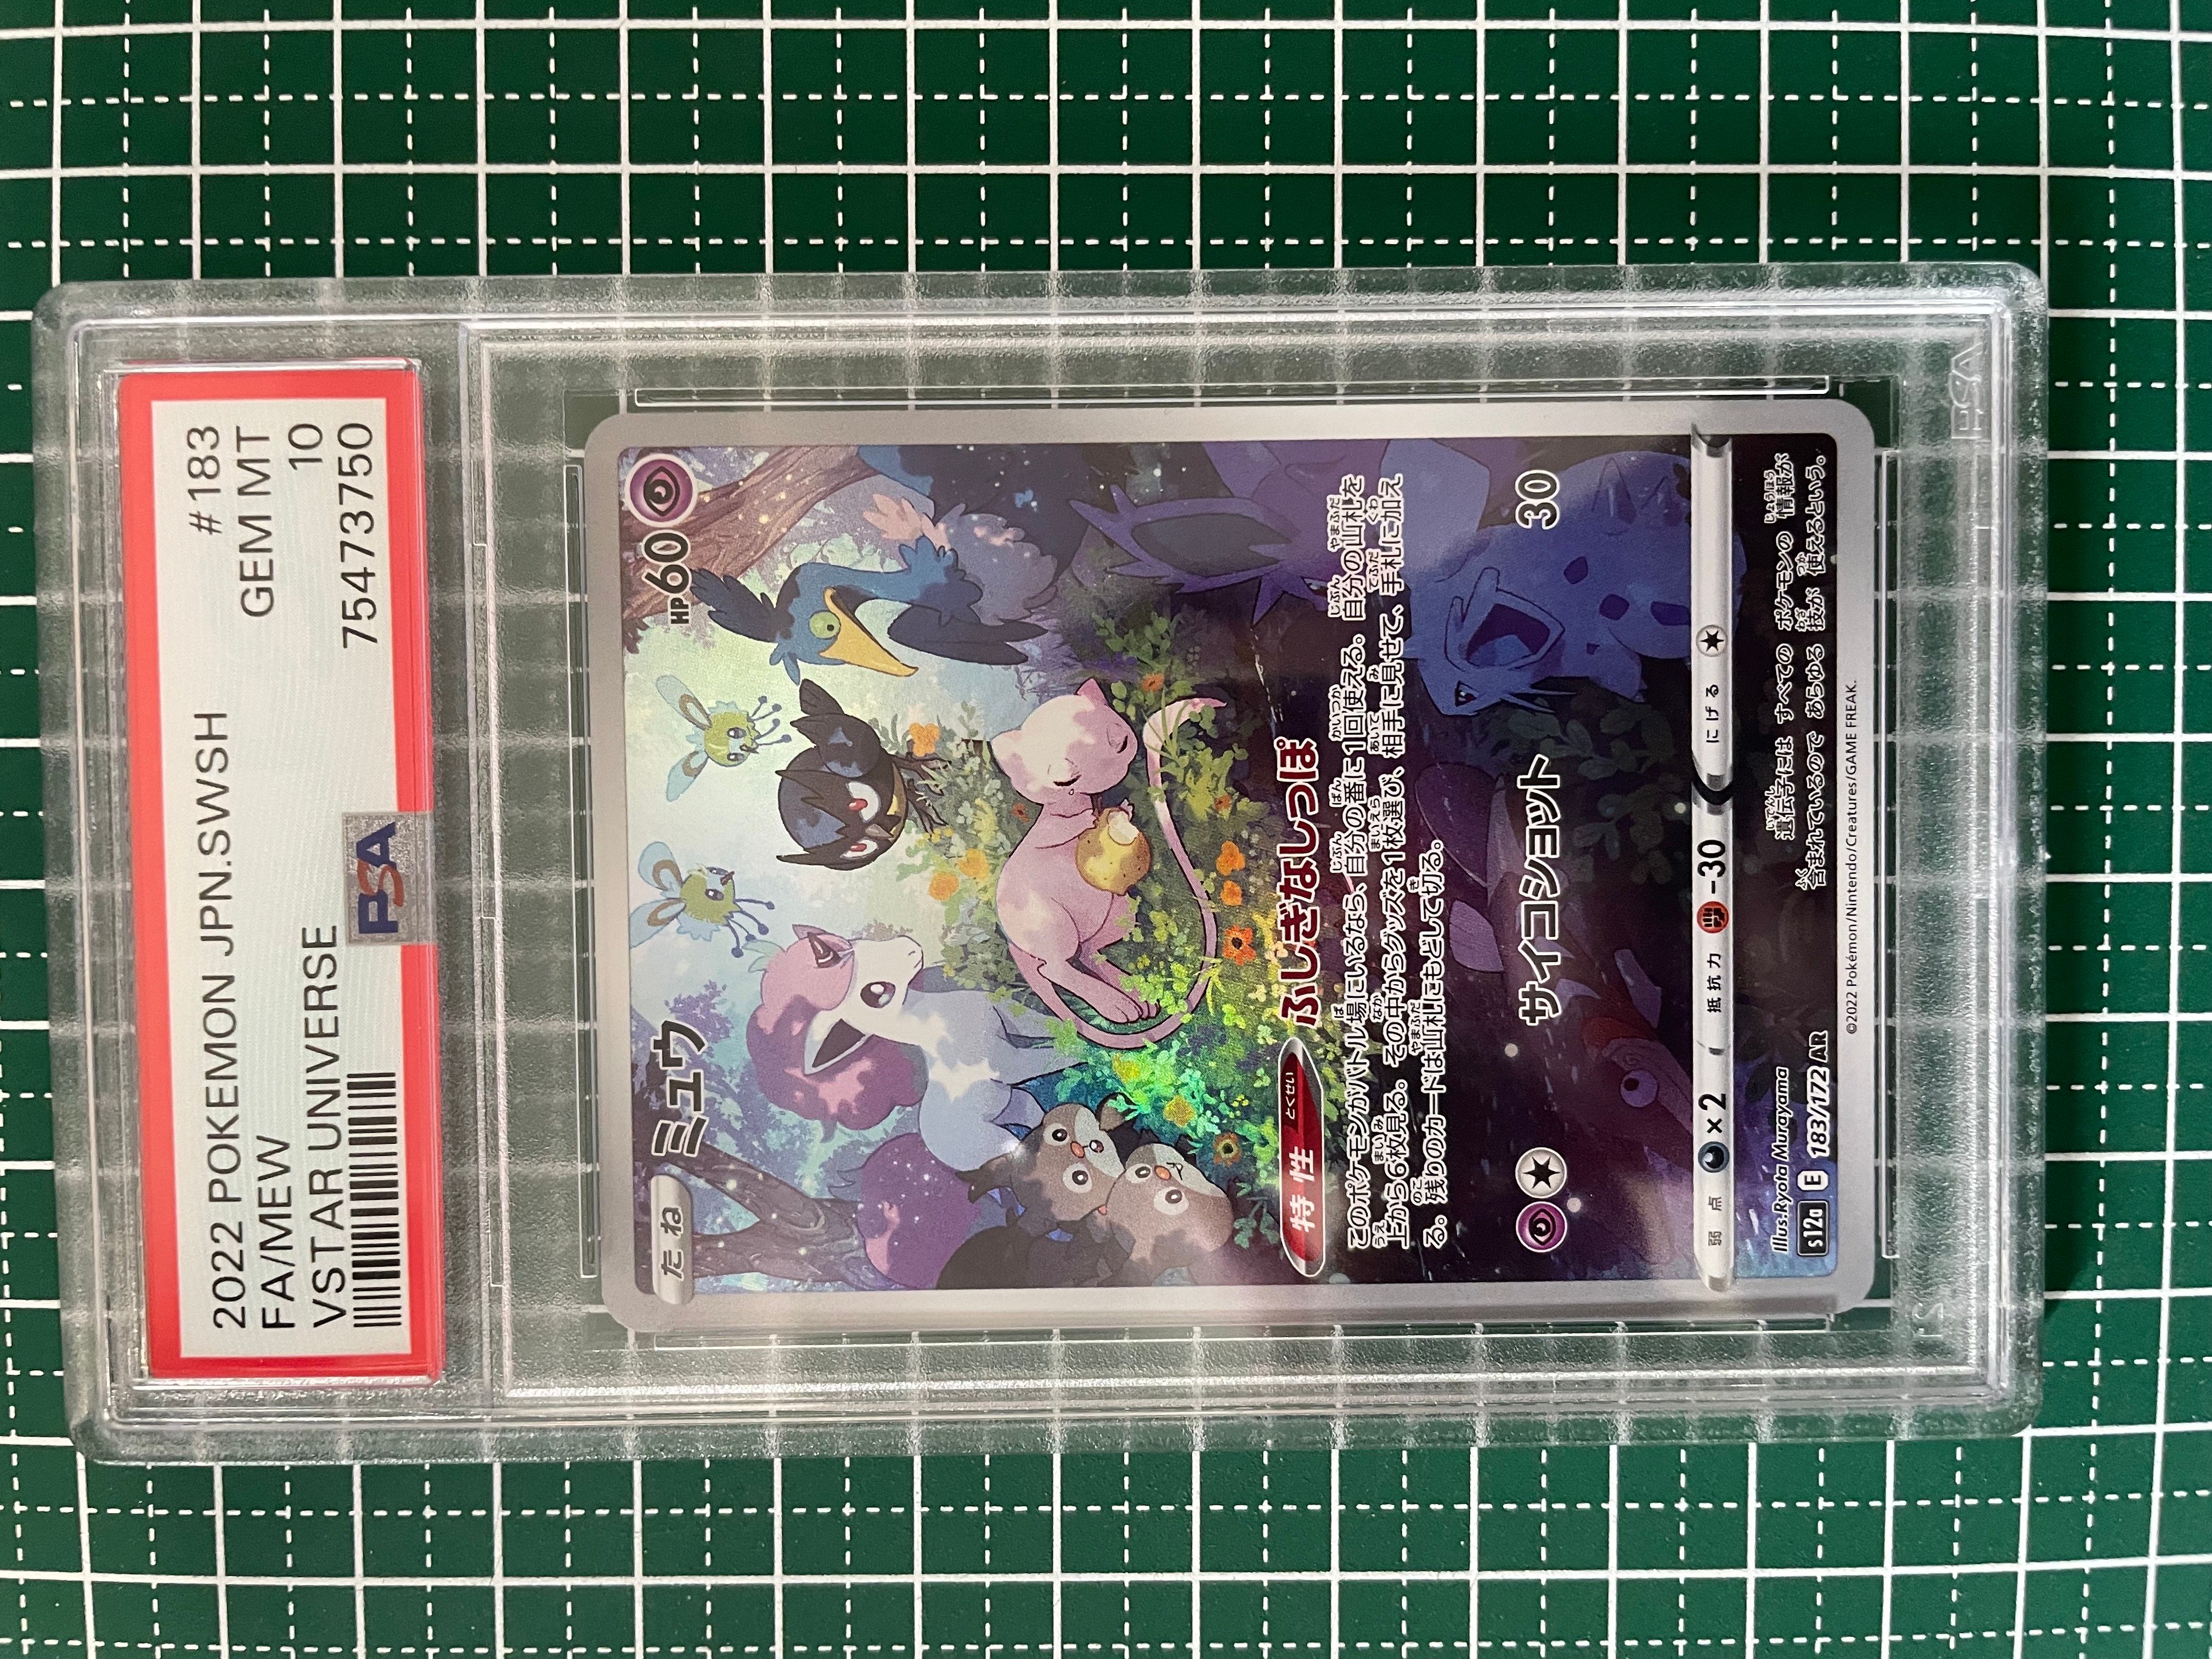 2022 POKEMON JPN.SWSH #183
FA/MEW GEM MT
VSTAR UNIVERSE 10
75473750
PSA
たね
ミュウ
HP60
特性
とくせい
ふしぎなしっぽ
このポケモンがバトル場にいるなら、自分の番に1回使える。自分の山札を
上から6枚見る。その中からグッズを1枚選び、相手に見せて、手札に加え
る。残りのカードは山札にもどして切る。
サイコショット 30
弱点 ×2 抵抗力 -30 にげる
Illus.Ryota Murayama
S12a E 183/172 AR
遺伝子には すべての ポケモンの 情報が
含まれているので あらゆる 技が 使えるという。
©2022 Pokémon/Nintendo/Creatures/GAME FREAK.
PSA